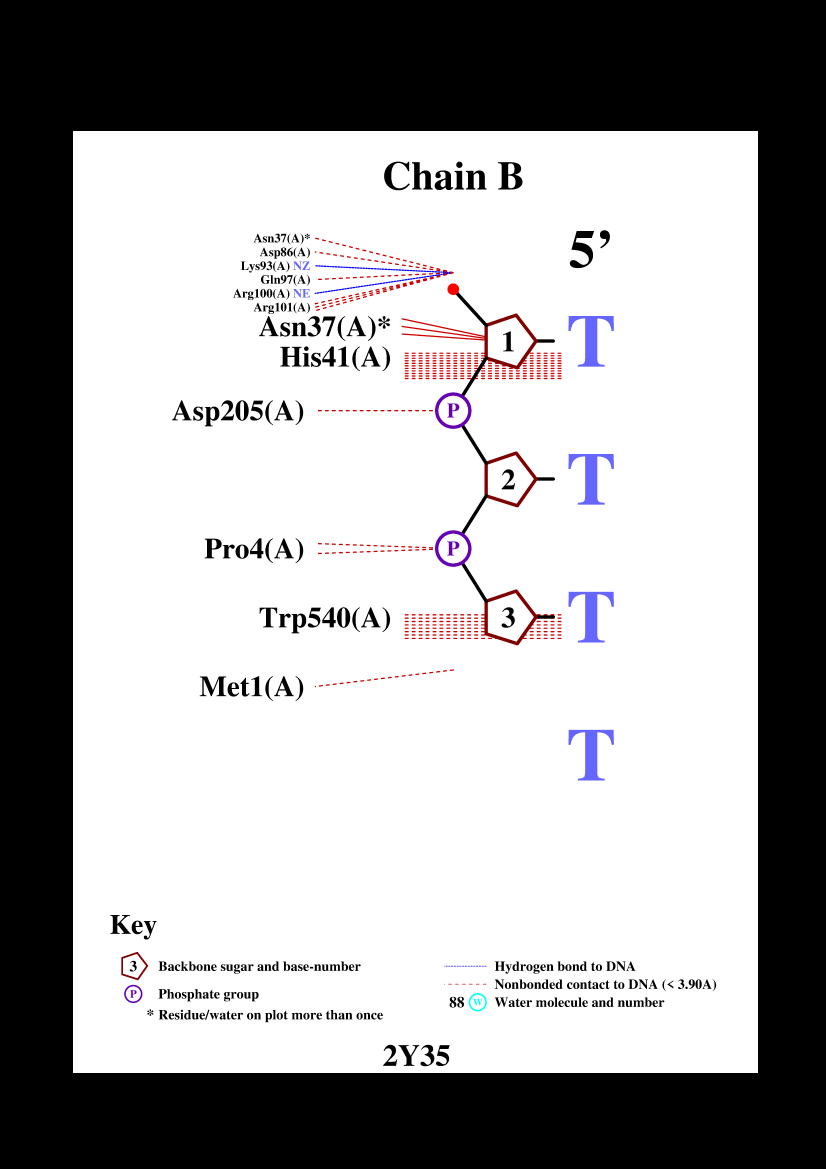 Chain B
5’
Asn37(A)*
Asp86(A)
Lys93(A) NZ
Gln97(A)
Arg100(A) NE
Arg101(A)
Asn37(A)*
1
T
His41(A)
Asp205(A)
P
2
T
Pro4(A)
P
Trp540(A)
3
T
Met1(A)
T
Key
3 Backbone sugar and base-number
P Phosphate group
* Residue/water on plot more than once
Hydrogen bond to DNA
Nonbonded contact to DNA (< 3.90A)
88 W Water molecule and number
2Y35